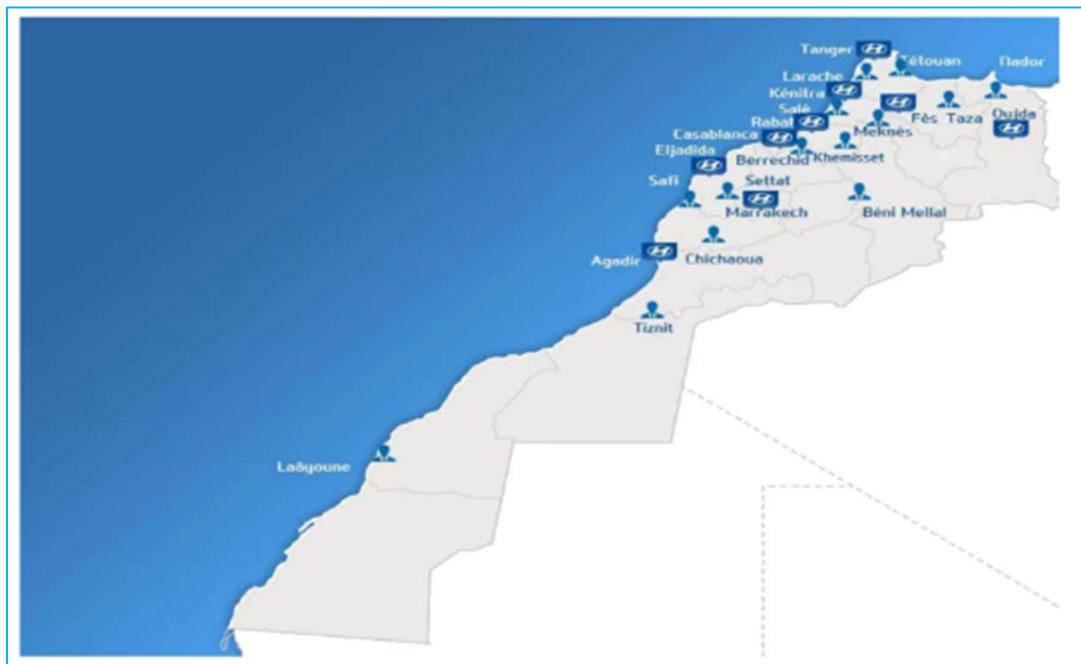 Tanger
Tétouan
Nador
Larache
Kénitra
Salé
Fès
Taza
Oujda
Rabat
Meknès
Casablanca
Eljadida
Berrechid
Khemisset
Safi
Settat
Marrakech
Béni Mellal
Agadir
Chichaoua
Tiznit
Laâyoune